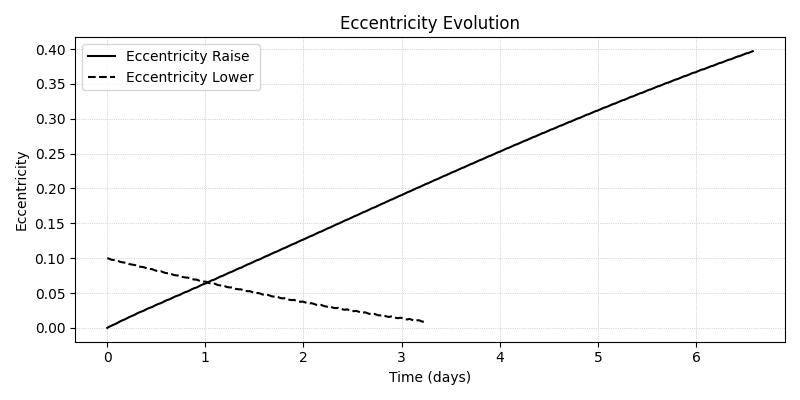 Eccentricity Evolution
Eccentricity Raise
Eccentricity Lower
Eccentricity
0.40
0.35
0.30
0.25
0.20
0.15
0.10
0.05
0.00
0 1 2 3 4 5 6
Time (days)